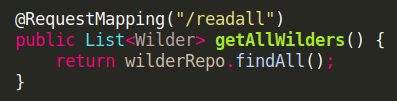 @RequestMapping("/readall")
public List<Wilder> getAllWilders() {
    return wilderRepo.findAll();
}